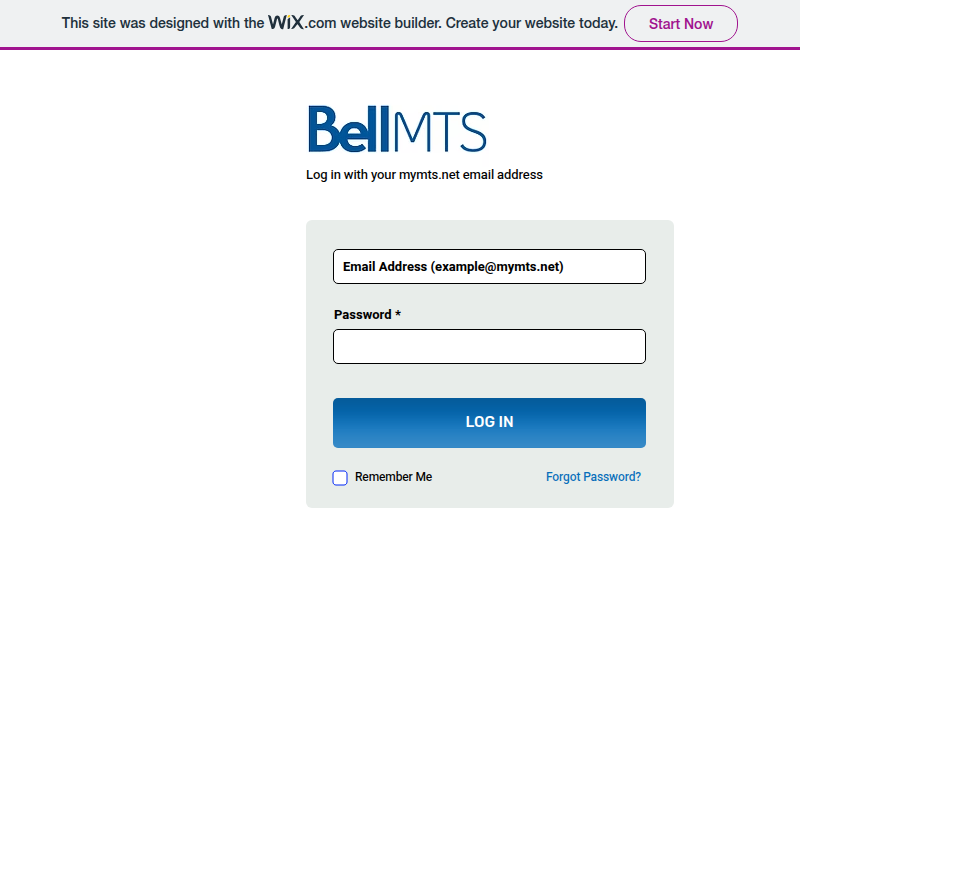 This site was designed with the WiX.com website builder. Create your website today. Start Now
BellMTS
Log in with your mymts.net email address
Email Address (example@mymts.net)
Password *
LOG IN
Remember Me Forgot Password?